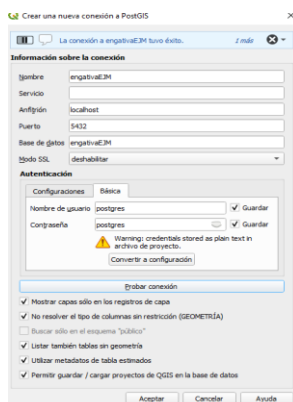 Crear una nueva conexión a PostGIS
La conexión a engativaEJM tuvo éxito. 1 más
Información sobre la conexión
Nombre engativaEJM
Servicio
Anfitrión localhost
Puerto 5432
Base de datos engativaEJM
Modo SSL deshabilitar
Autenticación
Configuraciones Básica
Nombre de usuario postgres Guardar
Contraseña postgres Guardar
Warning: credentials stored as plain text in
archivo de proyecto.
Convertir a configuración
Probar conexión
Mostrar capas sólo en los registros de capa
No resolver el tipo de columnas sin restricción (GEOMETRÍA)
Buscar sólo en el esquema "público"
Listar también tablas sin geometría
Utilizar metadatos de tabla estimados
Permitir guardar / cargar proyectos de QGIS en la base de datos
Aceptar Cancelar Ayuda